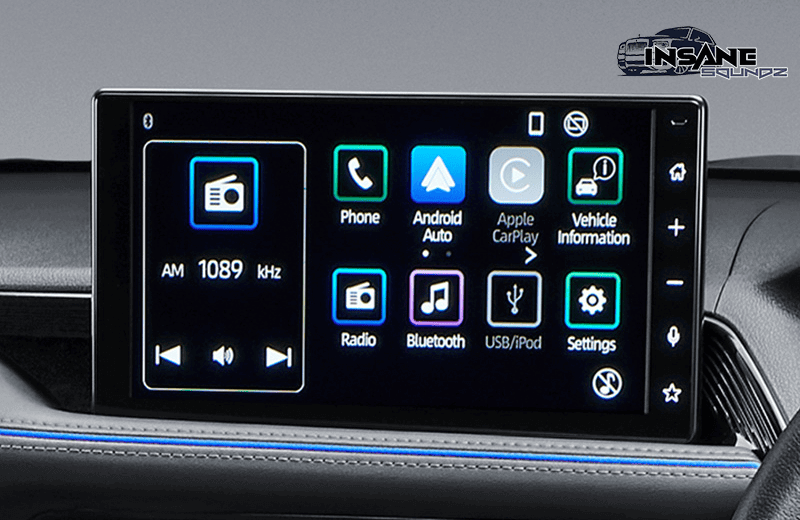 INSANE
SOUNDZ
AM 1089 kHz
Phone
Android
Auto
Apple
CarPlay
Vehicle
Information
Radio
Bluetooth
USB/iPod
Settings